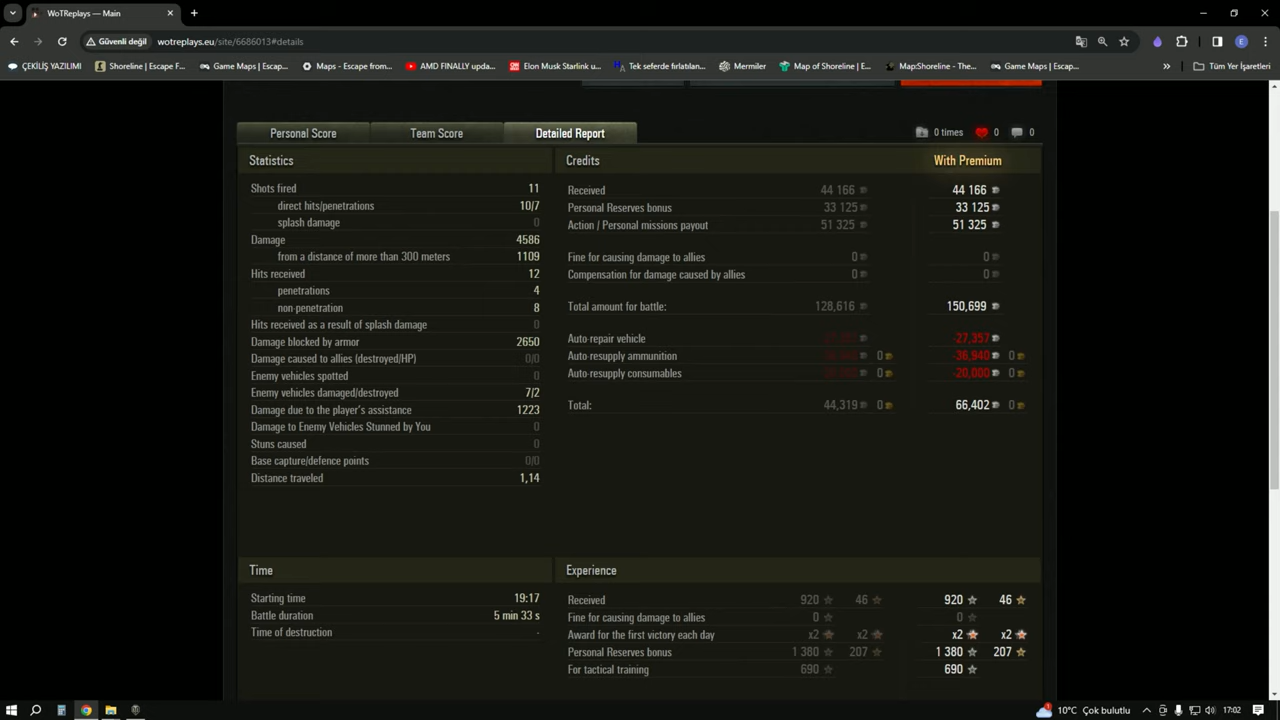 WoTReplays — Main
Güvenli değil
wotreplays.eu/site/6686013#details
ÇEKİLİŞ YAZILIMI
Shoreline | Escape F...
Game Maps | Escap...
Maps - Escape from...
AMD FINALLY upda...
Elon Musk Starlink u...
Tek seferde fırlatılan...
Mermiler
Map of Shoreline | E...
Map:Shoreline - The...
Game Maps | Escap...
Tüm Yer İşaretleri
Personal Score
Team Score
Detailed Report
0 times
0
0
Statistics
Shots fired 11
direct hits/penetrations 10/7
splash damage 0
Damage 4586
from a distance of more than 300 meters 1109
Hits received 12
penetrations 4
non-penetration 8
Hits received as a result of splash damage 0
Damage blocked by armor 2650
Damage caused to allies (destroyed/HP) 0/0
Enemy vehicles spotted 0
Enemy vehicles damaged/destroyed 7/2
Damage due to the player's assistance 1223
Damage to Enemy Vehicles Stunned by You 0
Stuns caused 0
Base capture/defence points 0/0
Distance traveled 1,14
Credits With Premium
Received 44 166 44 166
Personal Reserves bonus 33 125 33 125
Action / Personal missions payout 51 325 51 325
Fine for causing damage to allies 0 0
Compensation for damage caused by allies 0 0
Total amount for battle: 128,616 150,699
Auto-repair vehicle -27,357
Auto-resupply ammunition 0 -36,940 0
Auto-resupply consumables 0 -20,000 0
Total: 44,319 0 66,402 0
Time
Starting time 19:17
Battle duration 5 min 33 s
Time of destruction -
Experience
Received 920 46 920 46
Fine for causing damage to allies 0 0
Award for the first victory each day x2 x2 x2 x2
Personal Reserves bonus 1 380 207 1 380 207
For tactical training 690 690
10°C Çok bulutlu
17:02